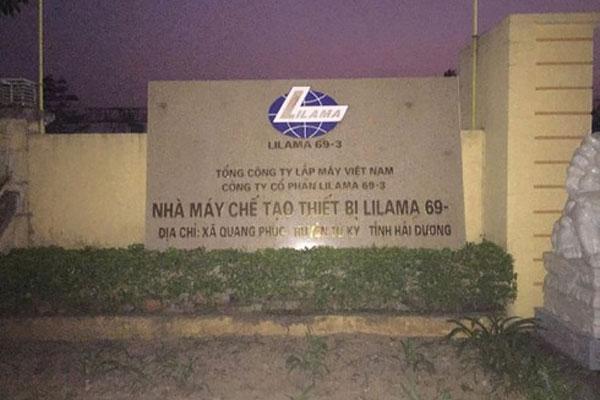 LILAMA
LILAMA 69-3
TỔNG CÔNG TY LẮP MÁY VIỆT NAM
CÔNG TY CỔ PHẦN LILAMA 69-3
NHÀ MÁY CHẾ TẠO THIẾT BỊ LILAMA 69-
ĐỊA CHỈ: XÃ QUANG PHỤC HUYỆN TỨ KỲ TỈNH HẢI DƯƠNG